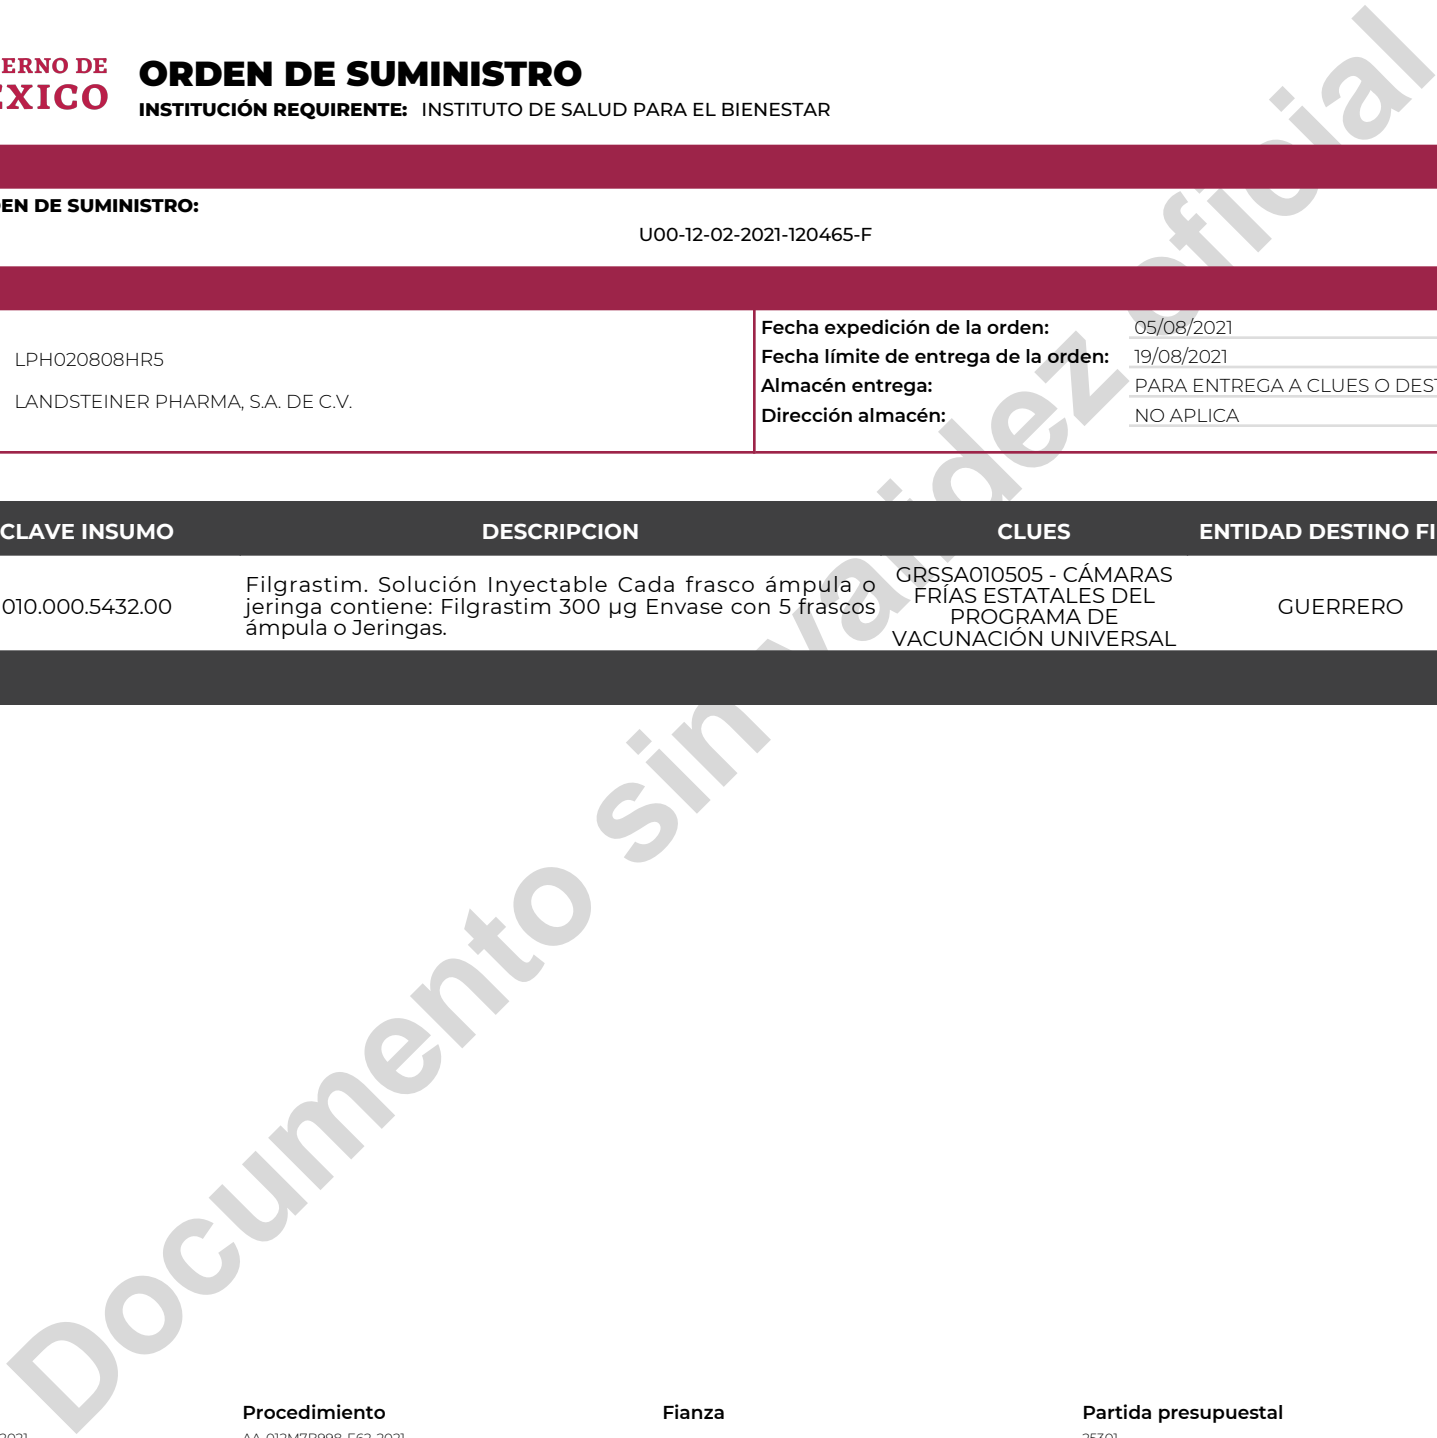 ERNO DE
ORDEN DE SUMINISTRO
EXICO
INSTITUCIÓN REQUIRENTE: INSTITUTO DE SALUD PARA EL BIENESTAR
EN DE SUMINISTRO:
U00-12-02-2021-120465-F
LPH020808HR5
LANDSTEINER PHARMA, S.A. DE C.V.
Fecha expedición de la orden: 05/08/2021
Fecha límite de entrega de la orden: 19/08/2021
Almacén entrega: PARA ENTREGA A CLUES O DEST
Dirección almacén: NO APLICA
CLAVE INSUMO DESCRIPCION CLUES ENTIDAD DESTINO FI
010.000.5432.00
Filgrastim. Solución Inyectable Cada frasco ámpula o
jeringa contiene: Filgrastim 300 µg Envase con 5 frascos
ámpula o Jeringas.
GRSSA010505 - CÁMARAS
FRÍAS ESTATALES DEL
PROGRAMA DE
VACUNACIÓN UNIVERSAL
GUERRERO
Documento sin validez oficial
Procedimiento Fianza Partida presupuestal